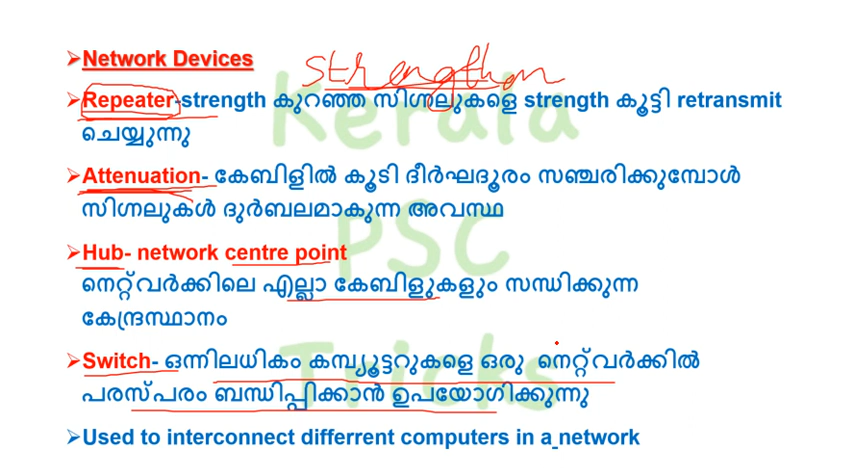 ➢Network Devices
strengthen
➢Repeater-strength കുറഞ്ഞ സിഗ്നലുകളെ strength കൂട്ടി retransmit
ചെയ്യുന്നു
➢Attenuation- കേബിളിൽ കൂടി ദീർഘദൂരം സഞ്ചരിക്കുമ്പോൾ
സിഗ്നലുകൾ ദുർബലമാകുന്ന അവസ്ഥ
➢Hub- network centre point
നെറ്റ്‌വർക്കിലെ എല്ലാ കേബിളുകളും സന്ധിക്കുന്ന
കേന്ദ്രസ്ഥാനം
➢Switch- ഒന്നിലധികം കമ്പ്യൂട്ടറുകളെ ഒരു നെറ്റ്‌വർക്കിൽ
പരസ്പരം ബന്ധിപ്പിക്കാൻ ഉപയോഗിക്കുന്നു
➢Used to interconnect differrent computers in a network
Kerala
PSC
Tricks